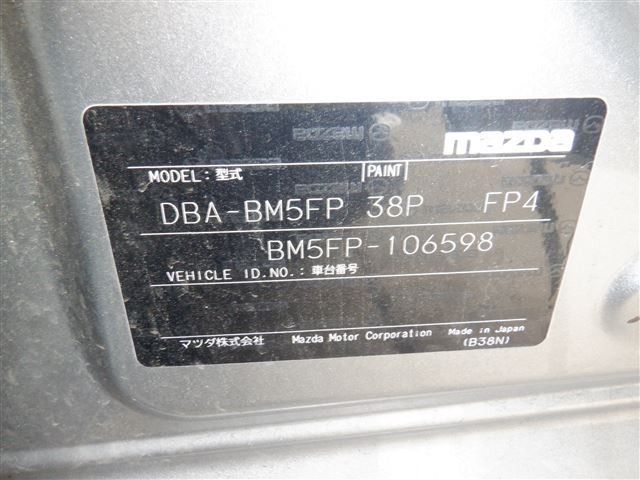 mazda
MODEL: 型式 PAINT
DBA-BM5FP 38P FP4
BM5FP-106598
VEHICLE ID.NO.: 車台番号
マツダ株式会社 Mazda Motor Corporation Made in Japan
(B38N)